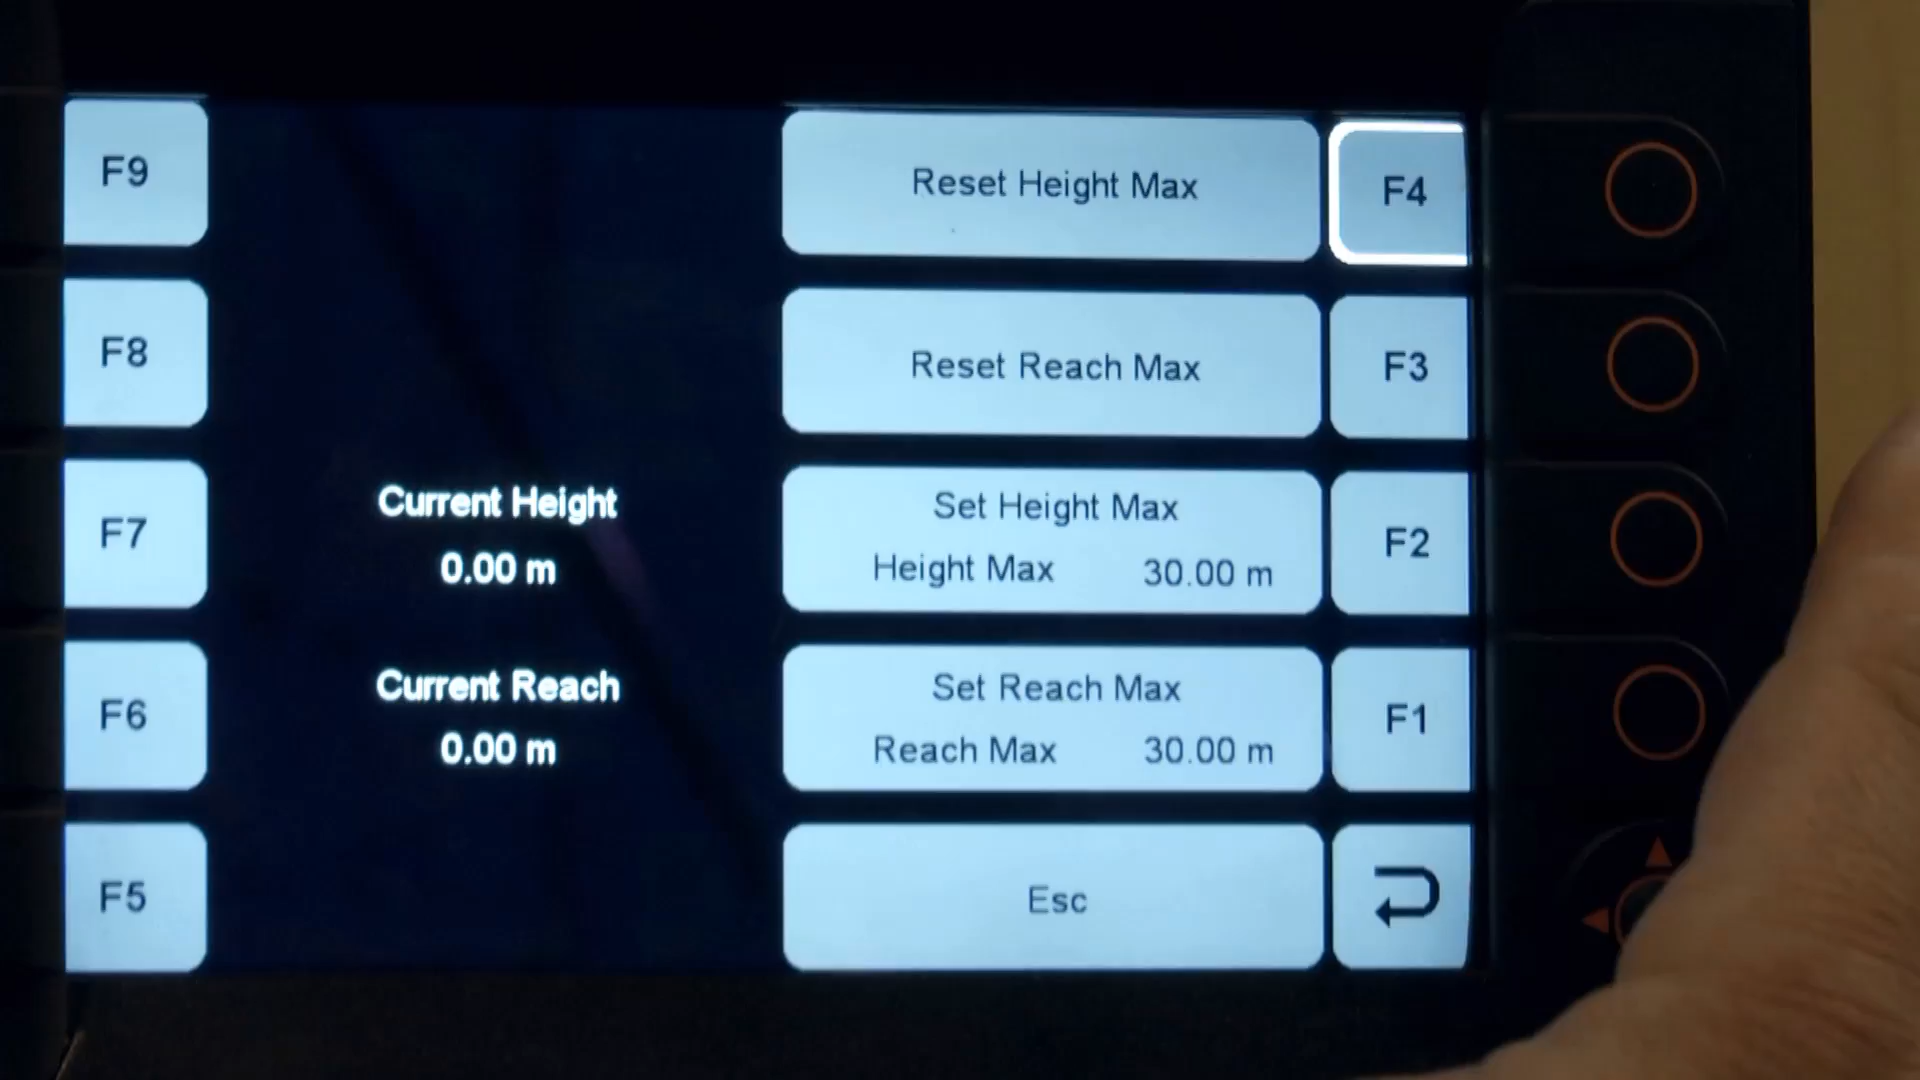 F9
Reset Height Max
F4
F8
Reset Reach Max
F3
F7
Current Height
0.00 m
Set Height Max
Height Max 30.00 m
F2
F6
Current Reach
0.00 m
Set Reach Max
Reach Max 30.00 m
F1
F5
Esc